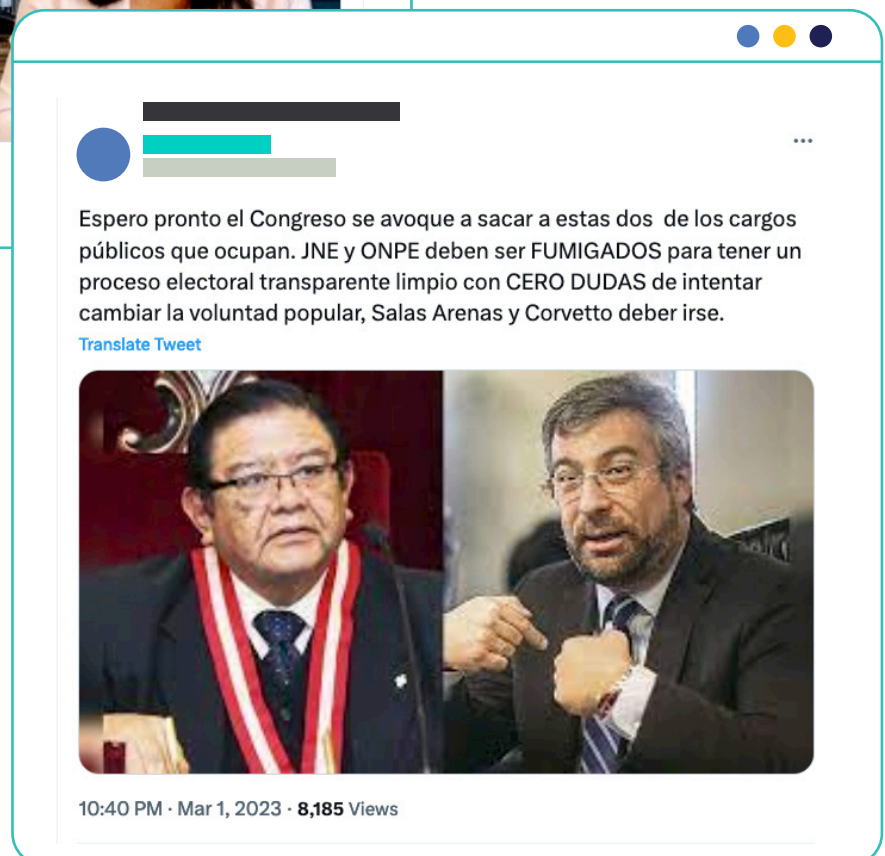 Espero pronto el Congreso se avoque a sacar a estas dos  de los cargos
públicos que ocupan. JNE y ONPE deben ser FUMIGADOS para tener un
proceso electoral transparente limpio con CERO DUDAS de intentar
cambiar la voluntad popular, Salas Arenas y Corvetto deber irse.
Translate Tweet
10:40 PM · Mar 1, 2023 · 8,185 Views